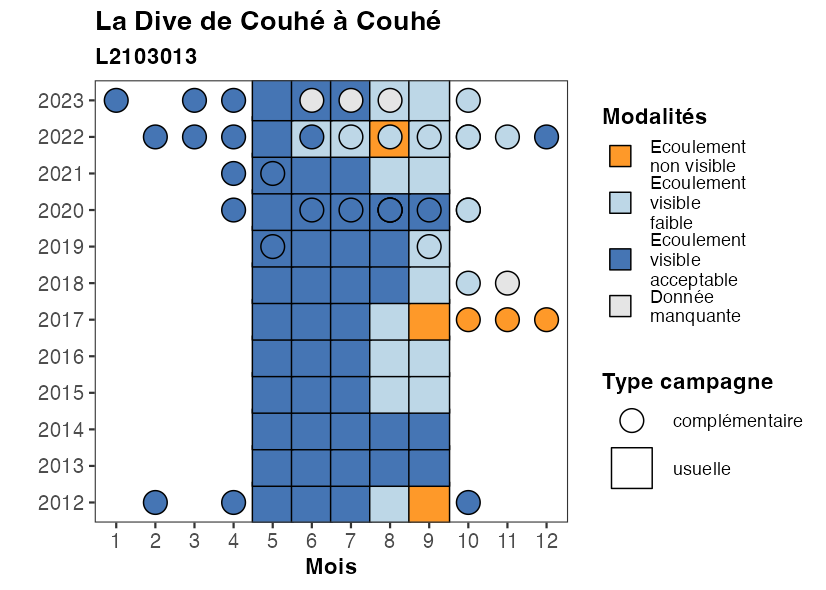 La Dive de Couhé à Couhé
L2103013
2023
2022
2021
2020
2019
2018
2017
2016
2015
2014
2013
2012
1 2 3 4 5 6 7 8 9 10 11 12
Mois
Modalités
Ecoulement
non visible
Ecoulement
visible
faible
Ecoulement
visible
acceptable
Donnée
manquante
Type campagne
complémentaire
usuelle